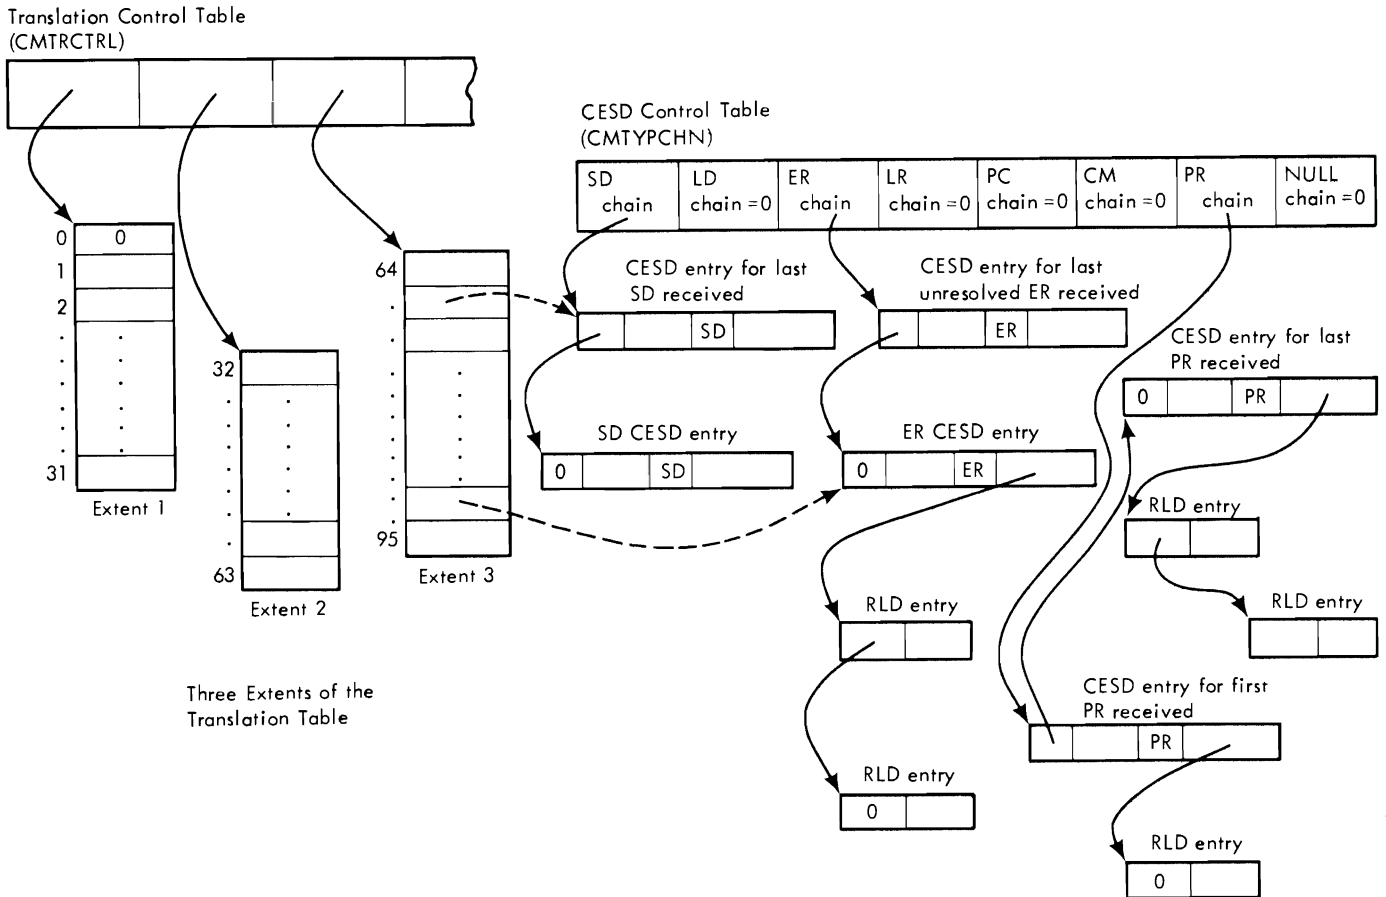 Translation Control Table
(CMTRCTRL)
CESD Control Table
(CMTYPCHN)
SD chain
LD chain =0
ER chain
LR chain =0
PC chain =0
CM chain =0
PR chain
NULL chain =0
0 0
1
2
31
Extent 1
32
63
Extent 2
64
95
Extent 3
Three Extents of the
Translation Table
CESD entry for last
SD received
SD
SD CESD entry
0 SD
CESD entry for last
unresolved ER received
ER
ER CESD entry
0 ER
RLD entry
RLD entry
0
CESD entry for last
PR received
0 PR
RLD entry
RLD entry
CESD entry for first
PR received
PR
RLD entry
0